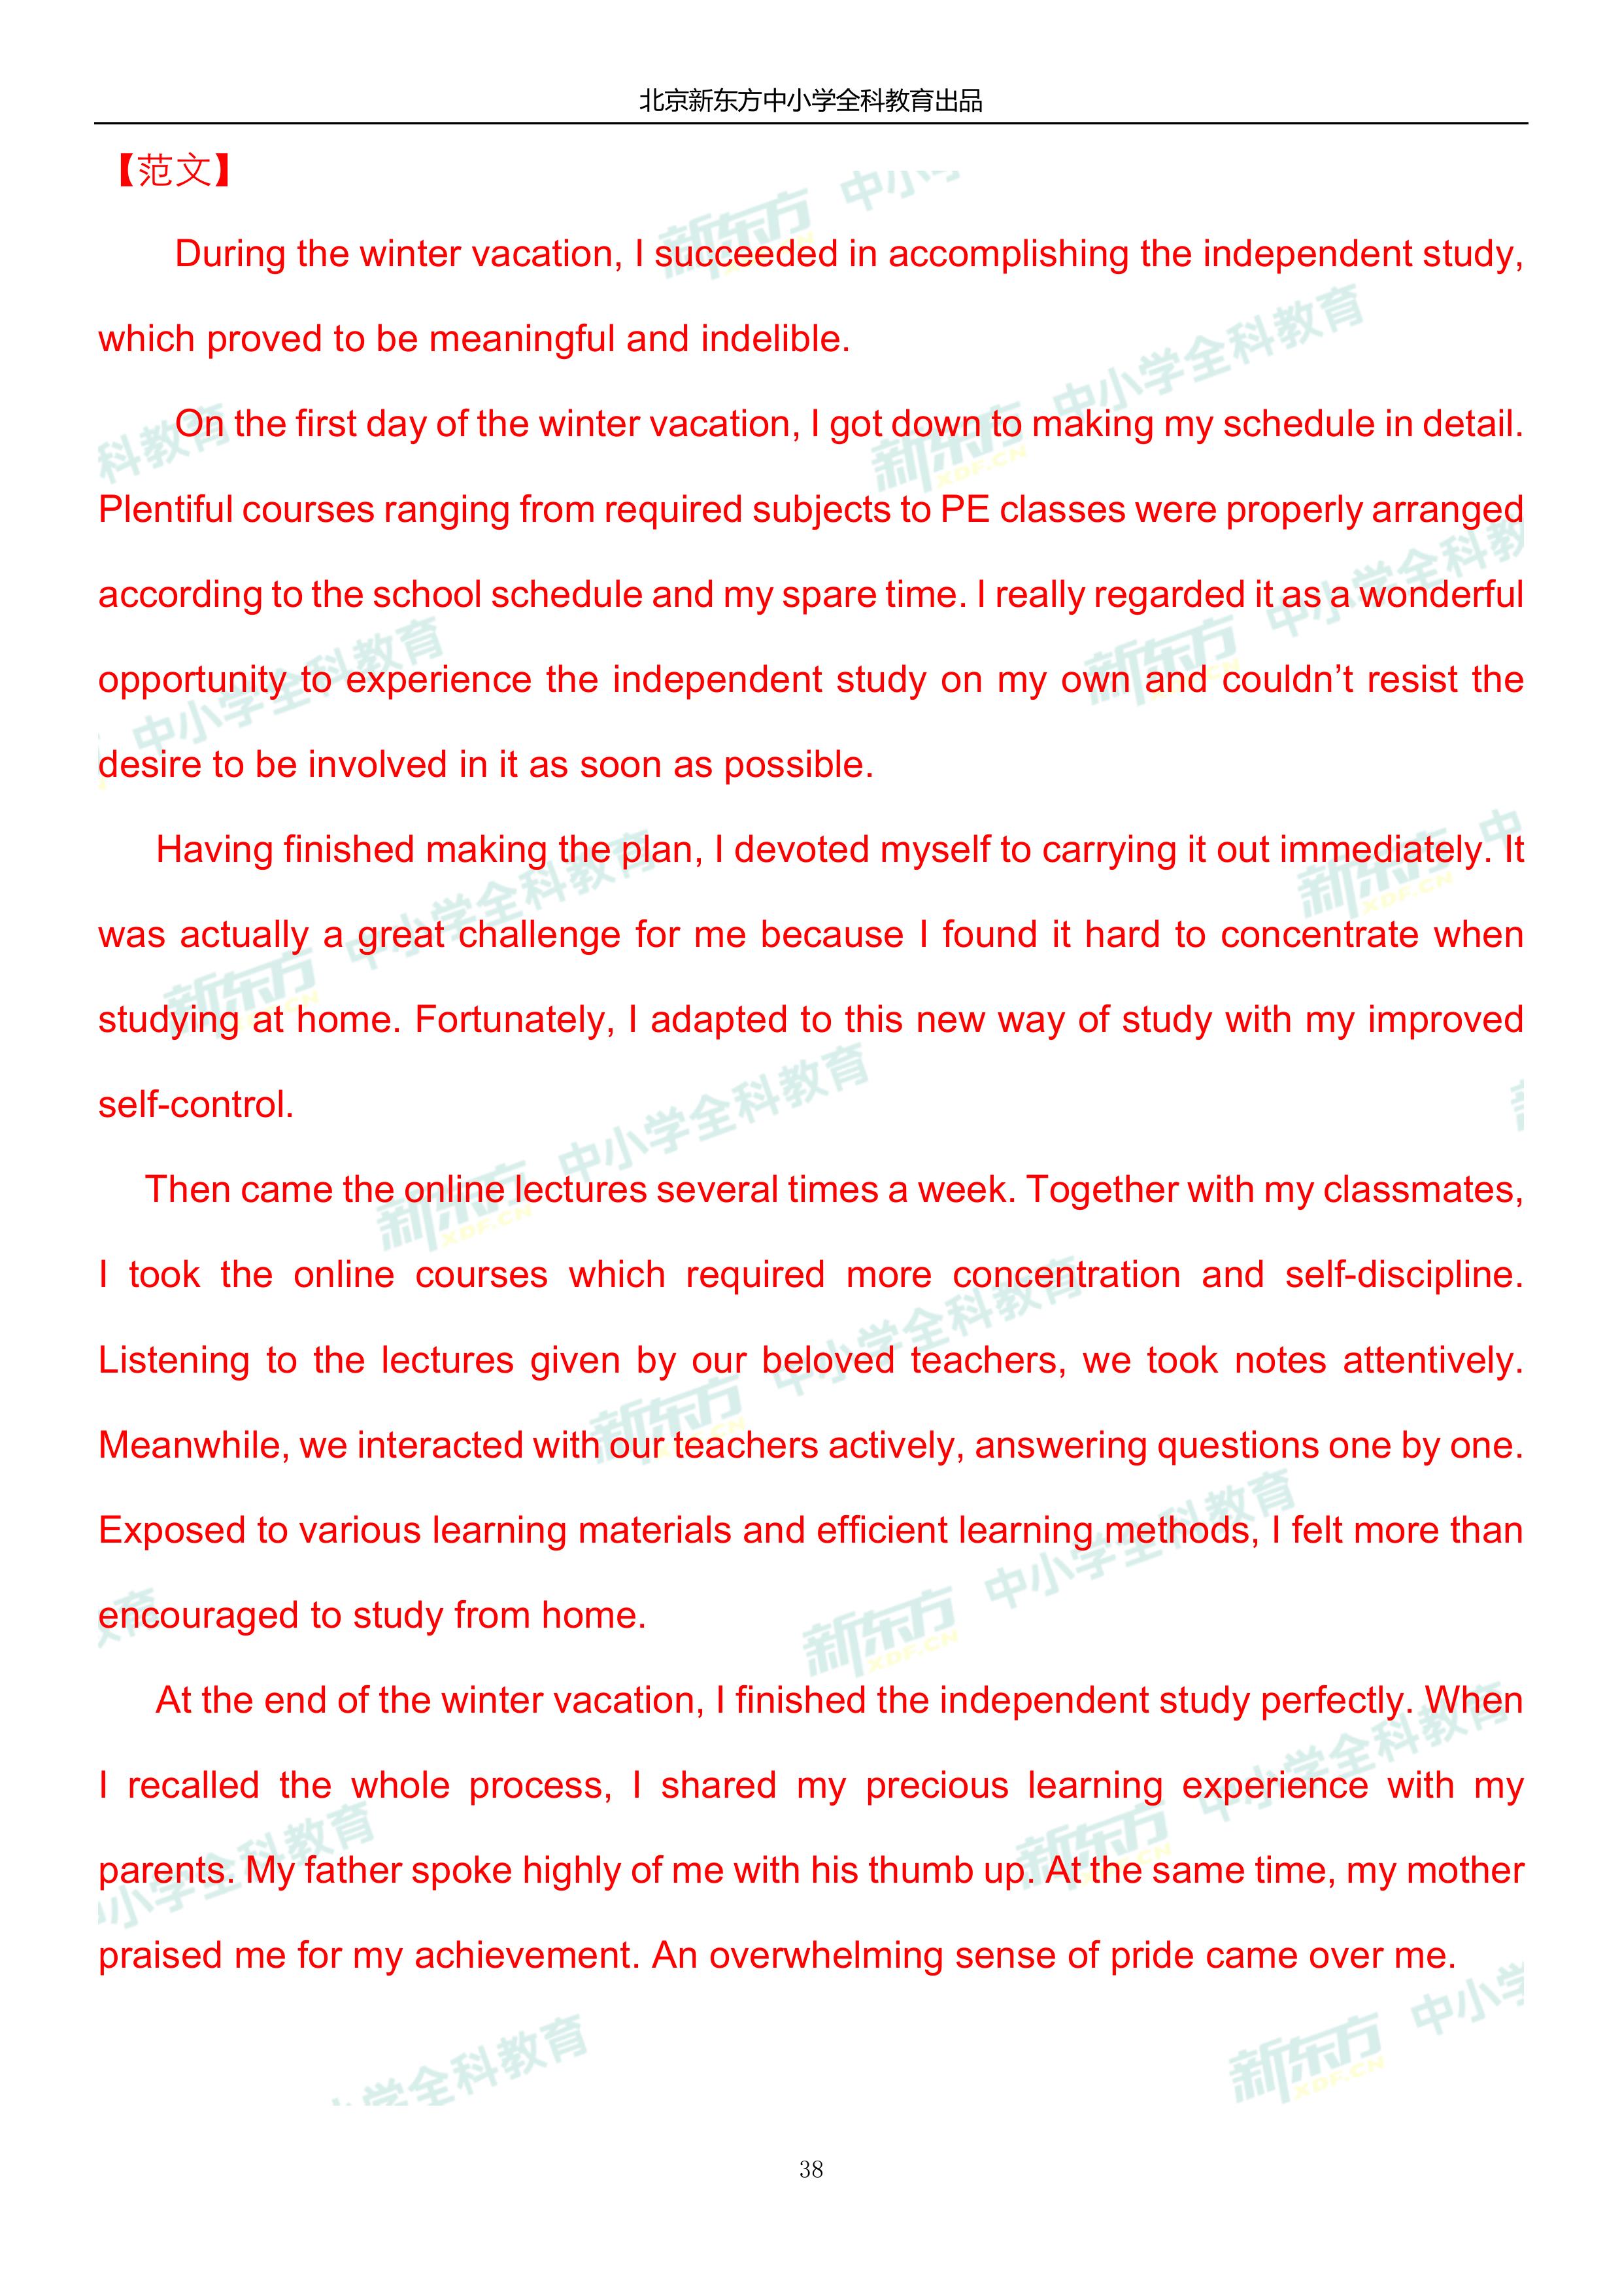 北京新东方中小学全科教育出品
【范文】
During the winter vacation, I succeeded in accomplishing the independent study,
which proved to be meaningful and indelible.
On the first day of the winter vacation, I got down to making my schedule in detail.
Plentiful courses ranging from required subjects to PE classes were properly arranged
according to the school schedule and my spare time. I really regarded it as a wonderful
opportunity to experience the independent study on my own and couldn’t resist the
desire to be involved in it as soon as possible.
Having finished making the plan, I devoted myself to carrying it out immediately. It
was actually a great challenge for me because I found it hard to concentrate when
studying at home. Fortunately, I adapted to this new way of study with my improved
self-control.
Then came the online lectures several times a week. Together with my classmates,
I took the online courses which required more concentration and self-discipline.
Listening to the lectures given by our beloved teachers, we took notes attentively.
Meanwhile, we interacted with our teachers actively, answering questions one by one.
Exposed to various learning materials and efficient learning methods, I felt more than
encouraged to study from home.
At the end of the winter vacation, I finished the independent study perfectly. When
I recalled the whole process, I shared my precious learning experience with my
parents. My father spoke highly of me with his thumb up. At the same time, my mother
praised me for my achievement. An overwhelming sense of pride came over me.
38